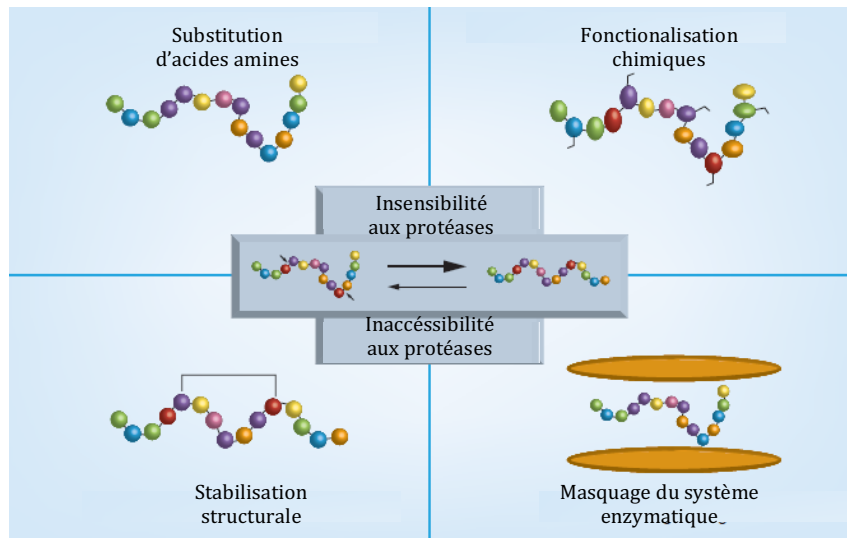 Substitution
d'acides amines
Fonctionalisation
chimiques
Insensibilité
aux protéases
Inaccéssibilité
aux protéases
Stabilisation
structurale
Masquage du système
enzymatique